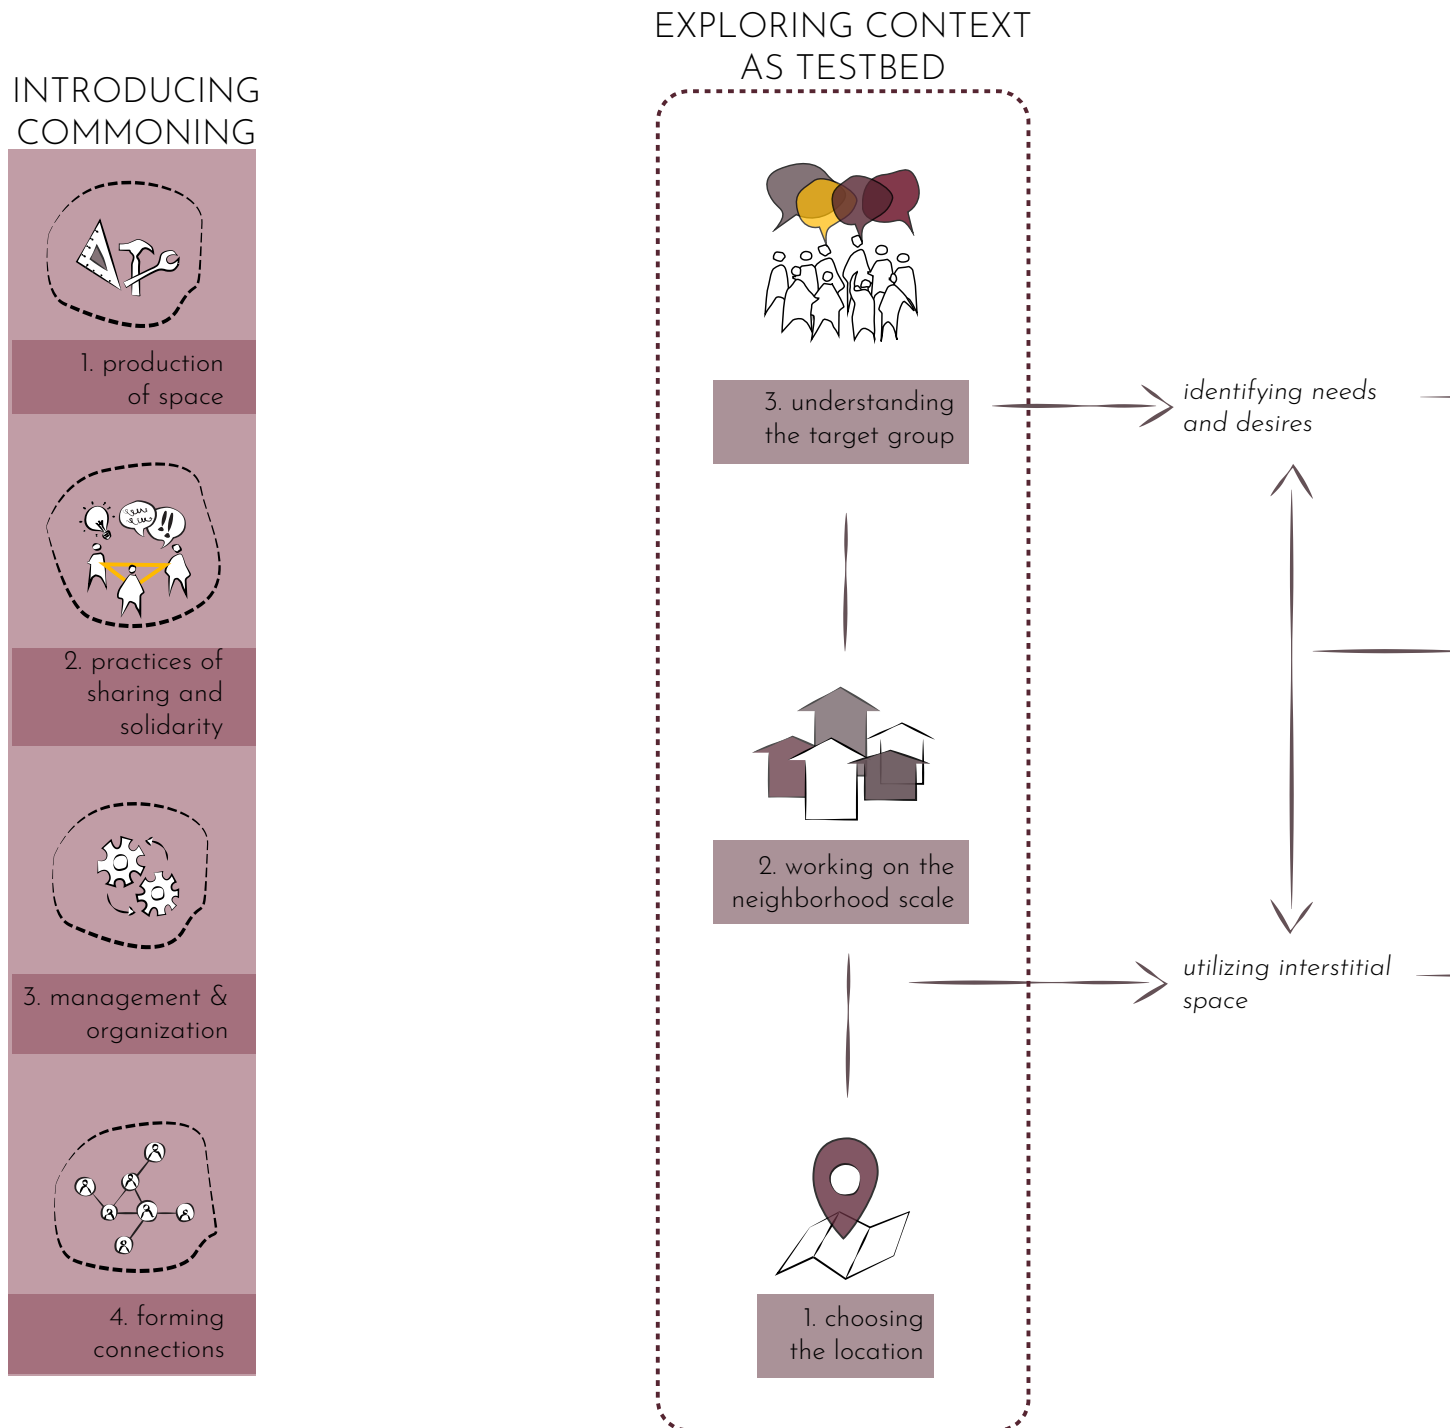 INTRODUCING
COMMONING
1. production
of space
2. practices of
sharing and
solidarity
3. management &
organization
4. forming
connections
EXPLORING CONTEXT
AS TESTBED
3. understanding
the target group
2. working on the
neighborhood scale
1. choosing
the location
identifying needs
and desires
utilizing interstitial
space